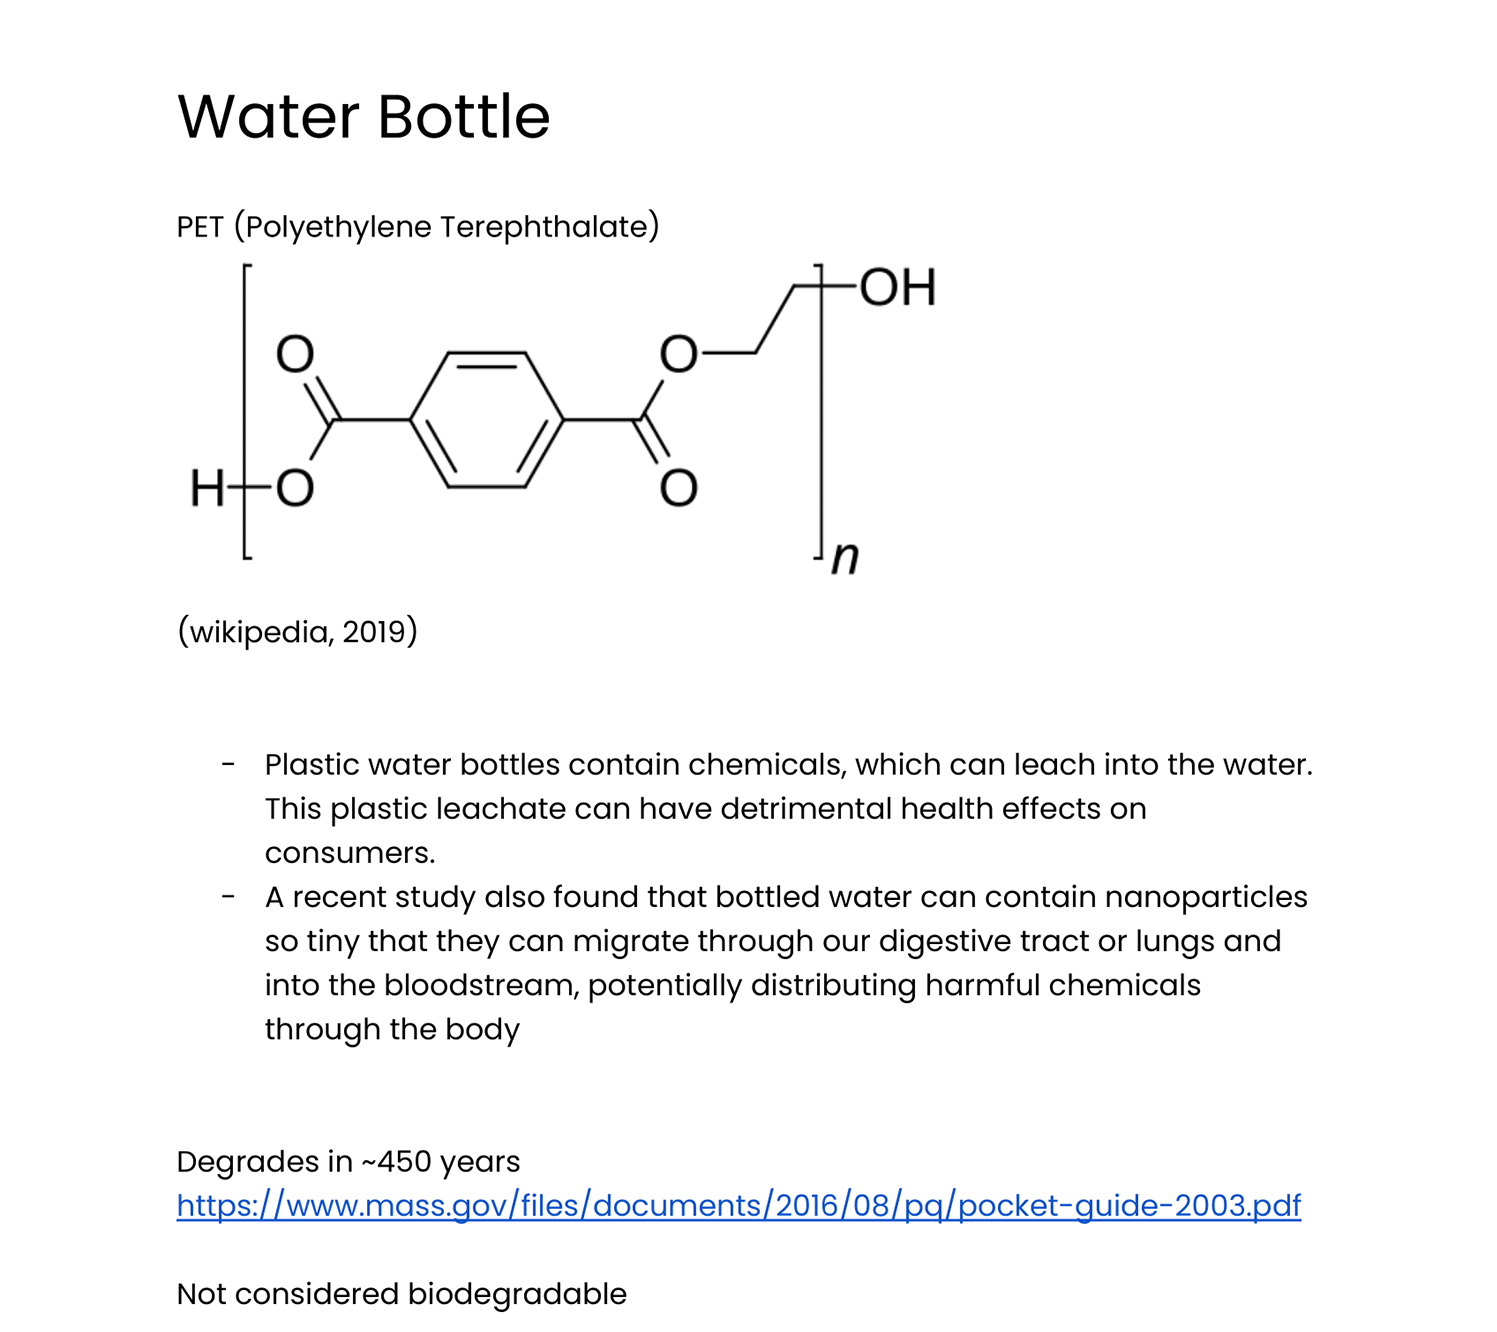 Water Bottle
PET (Polyethylene Terephthalate)
OH
O
O
H
O
O
n
(wikipedia, 2019)
- Plastic water bottles contain chemicals, which can leach into the water.
This plastic leachate can have detrimental health effects on
consumers.
- A recent study also found that bottled water can contain nanoparticles
so tiny that they can migrate through our digestive tract or lungs and
into the bloodstream, potentially distributing harmful chemicals
through the body
Degrades in ~450 years
https://www.mass.gov/files/documents/2016/08/pq/pocket-guide-2003.pdf
Not considered biodegradable